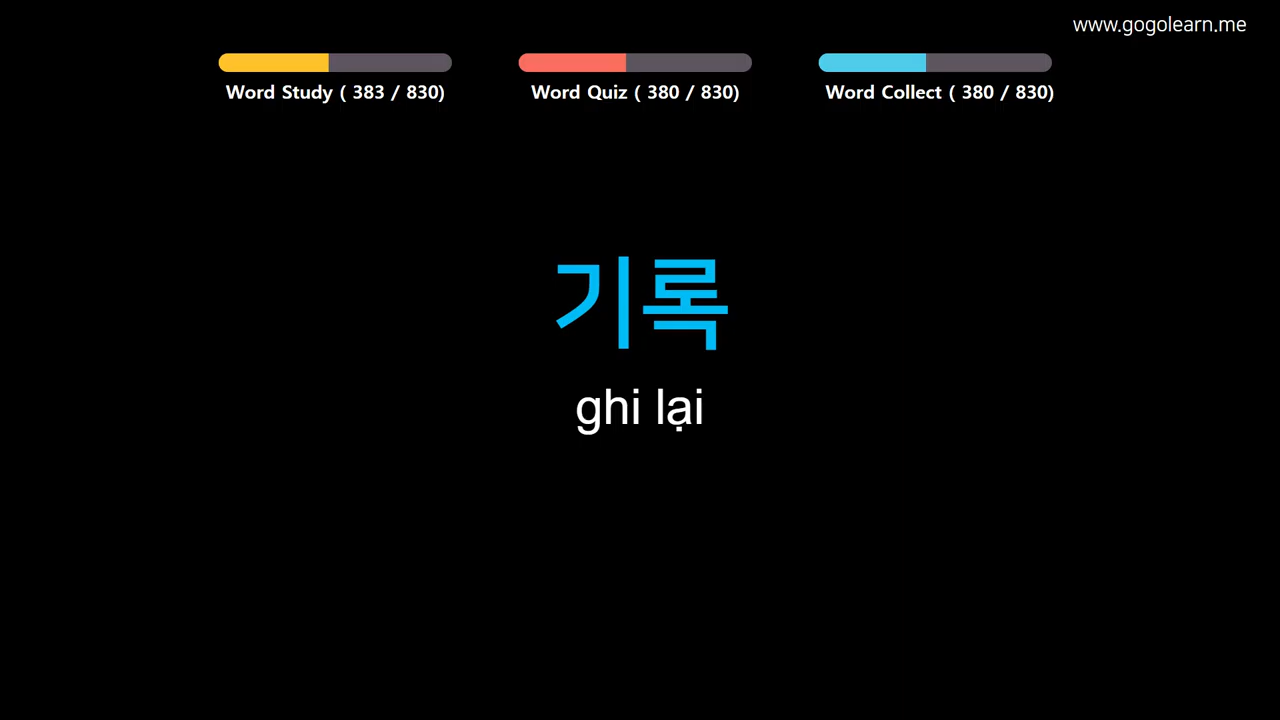 www.gogolearn.me
Word Study ( 383 / 830)
Word Quiz ( 380 / 830)
Word Collect ( 380 / 830)
기록
ghi lại